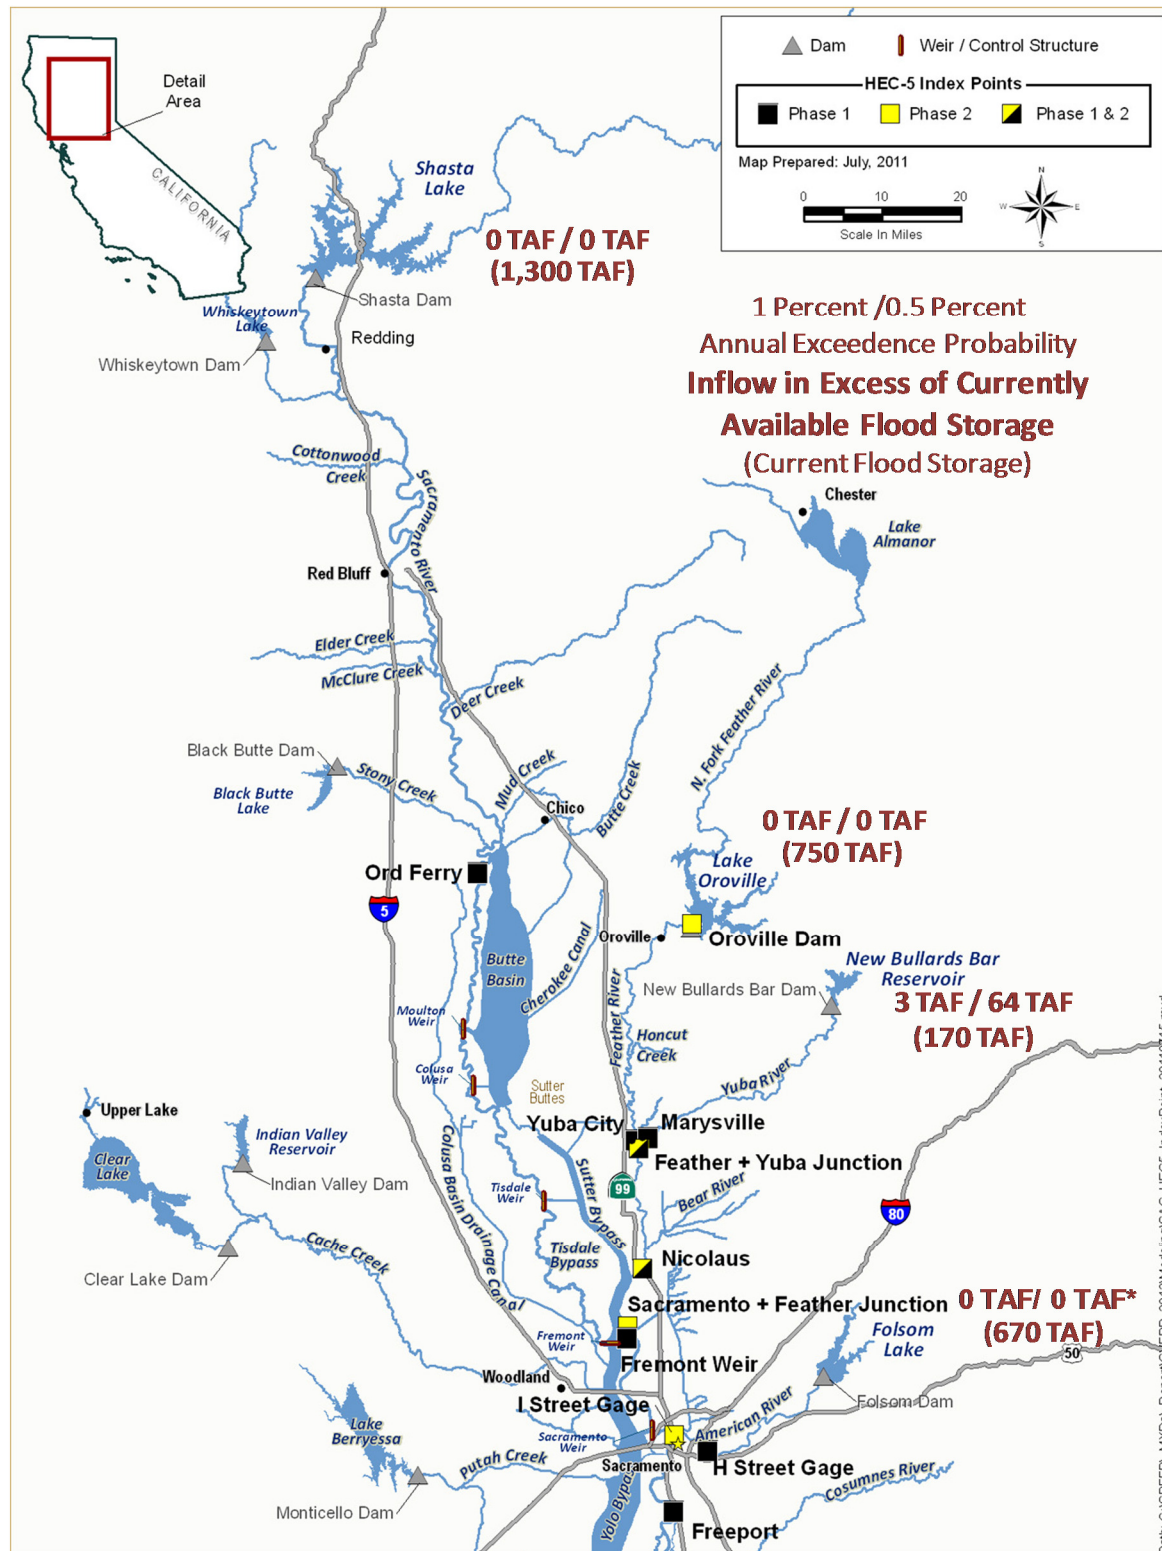 Detail
Area
CALIFORNIA
Dam
Weir / Control Structure
HEC-5 Index Points
Phase 1
Phase 2
Phase 1 & 2
Map Prepared: July, 2011
0 10 20
Scale In Miles
N
W E
S
Shasta
Lake
0 TAF / 0 TAF
(1,300 TAF)
Shasta Dam
Whiskeytown
Lake
Redding
Whiskeytown Dam
1 Percent /0.5 Percent
Annual Exceedence Probability
Inflow in Excess of Currently
Available Flood Storage
(Current Flood Storage)
Cottonwood
Creek
Sacramento River
Chester
Lake
Almanor
Red Bluff
Elder Creek
McClure Creek
Deer Creek
N. Fork Feather River
Black Butte Dam
Stony Creek
Mud Creek
Butte Creek
Black Butte
Lake
Chico
0 TAF / 0 TAF
(750 TAF)
Lake
Oroville
Ord Ferry
5
Oroville
Oroville Dam
Butte
Basin
Cherokee Canal
Feather River
New Bullards Bar
Reservoir
New Bullards Bar Dam
3 TAF / 64 TAF
(170 TAF)
Moulton
Weir
Honcut
Creek
Colusa
Weir
Sutter
Buttes
Yuba River
Upper Lake
Yuba City
Marysville
Clear
Lake
Indian Valley
Reservoir
Feather + Yuba Junction
Indian Valley Dam
Colusa Basin Drainage Canal
Tisdale
Weir
Sutter Bypass
99
Bear River
80
Cache Creek
Tisdale
Bypass
Clear Lake Dam
Nicolaus
Sacramento + Feather Junction
0 TAF/ 0 TAF*
(670 TAF)
Folsom
Lake
Fremont
Weir
Fremont Weir
50
Woodland
I Street Gage
American River
Folsom Dam
Lake
Berryessa
Sacramento
Weir
Sacramento
H Street Gage
Putah Creek
Cosumnes River
Monticello Dam
Yolo Bypass
Freeport